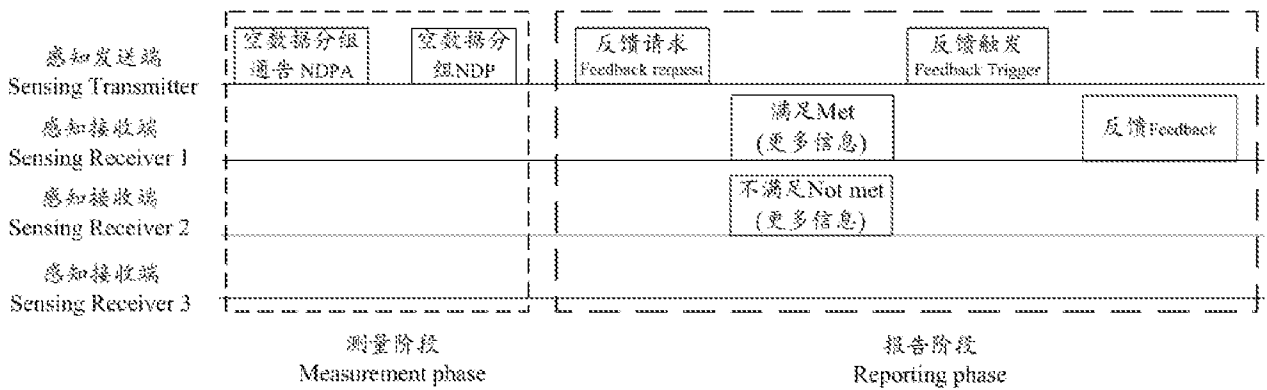 感知发送端
Sensing Transmitter
空数据分组
通告 NDPA
空数据分
组NDP
反馈请求
Feedback request
反馈触发
Feedback Trigger
感知接收端
Sensing Receiver 1
满足Met
(更多信息)
反馈Feedback
感知接收端
Sensing Receiver 2
不满足Not met
(更多信息)
感知接收端
Sensing Receiver 3
测量阶段
Measurement phase
报告阶段
Reporting phase